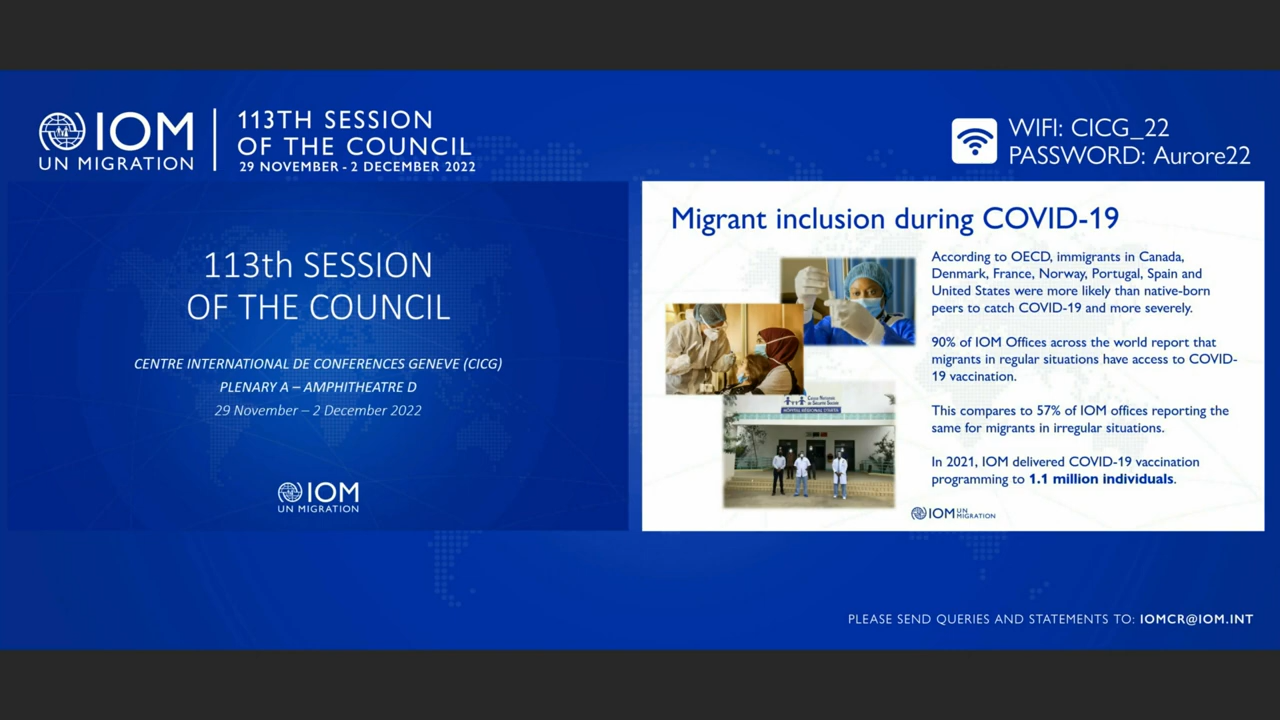 IOM
UN MIGRATION
113TH SESSION
OF THE COUNCIL
29 NOVEMBER - 2 DECEMBER 2022
WIFI: CICG_22
PASSWORD: Aurore22
113th SESSION
OF THE COUNCIL
CENTRE INTERNATIONAL DE CONFERENCES GENEVE (CICG)
PLENARY A – AMPHITHEATRE D
29 November – 2 December 2022
IOM
UN MIGRATION
Migrant inclusion during COVID-19
According to OECD, immigrants in Canada,
Denmark, France, Norway, Portugal, Spain and
United States were more likely than native-born
peers to catch COVID-19 and more severely.
90% of IOM Offices across the world report that
migrants in regular situations have access to COVID-
19 vaccination.
This compares to 57% of IOM offices reporting the
same for migrants in irregular situations.
In 2021, IOM delivered COVID-19 vaccination
programming to 1.1 million individuals.
IOM UN
MIGRATION
PLEASE SEND QUERIES AND STATEMENTS TO: IOMCR@IOM.INT